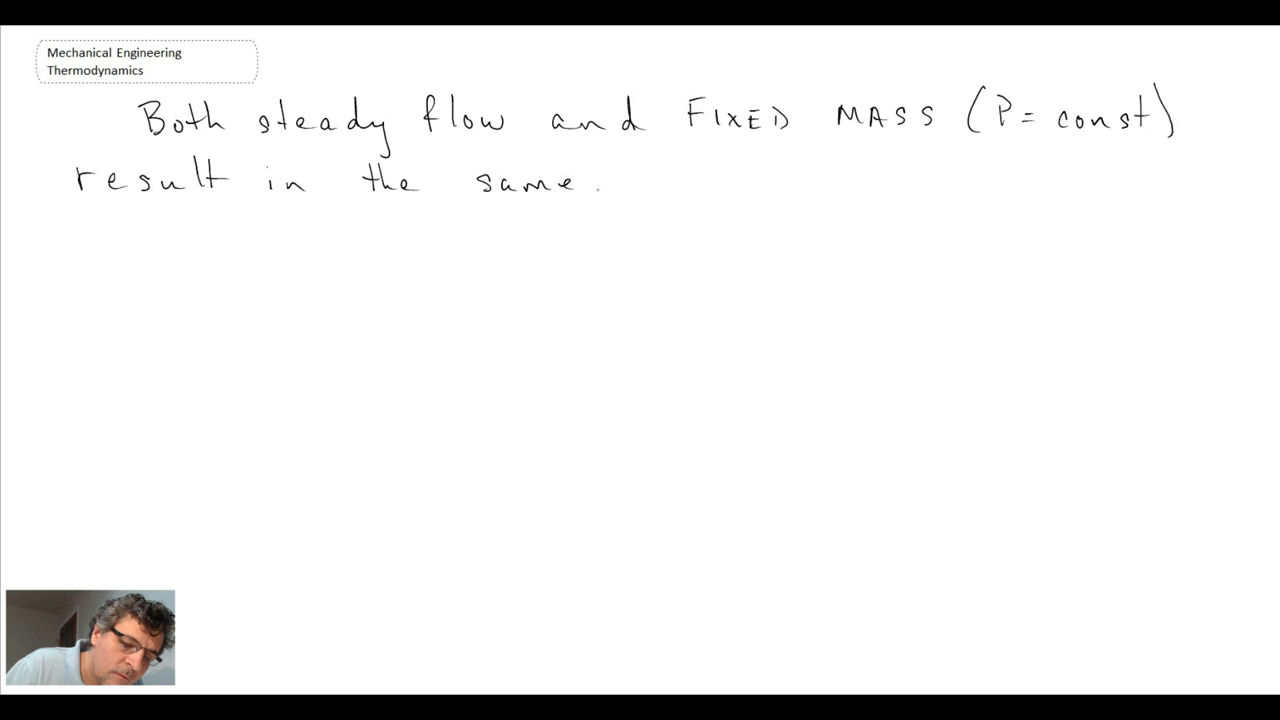 Mechanical Engineering
Thermodynamics
Both steady flow and FIXED MASS (P = const)
result in the same.